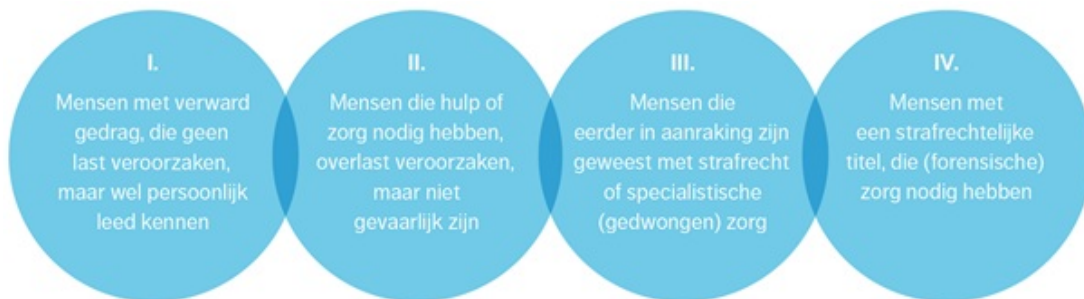 I.
Mensen met verward
gedrag, die geen
last veroorzaken,
maar wel persoonlijk
leed kennen
II.
Mensen die hulp of
zorg nodig hebben,
overlast veroorzaken,
maar niet
gevaarlijk zijn
III.
Mensen die
eerder in aanraking zijn
geweest met strafrecht
of specialistische
(gedwongen) zorg
IV.
Mensen met
een strafrechtelijke
titel, die (forensische)
zorg nodig hebben